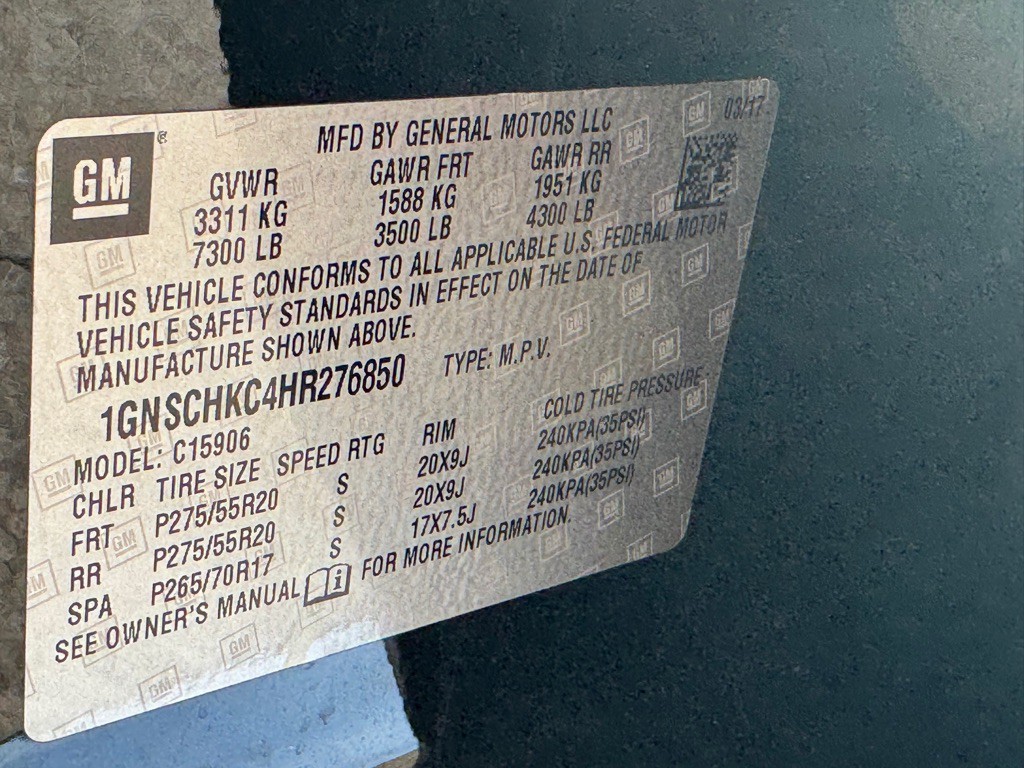 GM
MFD BY GENERAL MOTORS LLC 03/17
GVWR GAWR FRT GAWR RR
3311 KG 1588 KG 1951 KG
7300 LB 3500 LB 4300 LB
THIS VEHICLE CONFORMS TO ALL APPLICABLE U.S. FEDERAL MOTOR
VEHICLE SAFETY STANDARDS IN EFFECT ON THE DATE OF
MANUFACTURE SHOWN ABOVE.
1GNSCHKC4HR276850 TYPE: M.P.V.
MODEL: C15906
CHLR TIRE SIZE SPEED RTG RIM COLD TIRE PRESSURE
FRT P275/55R20 S 20X9J 240KPA(35PSI)
RR P275/55R20 S 20X9J 240KPA(35PSI)
SPA P265/70R17 S 17X7.5J 240KPA(35PSI)
SEE OWNER'S MANUAL i FOR MORE INFORMATION.